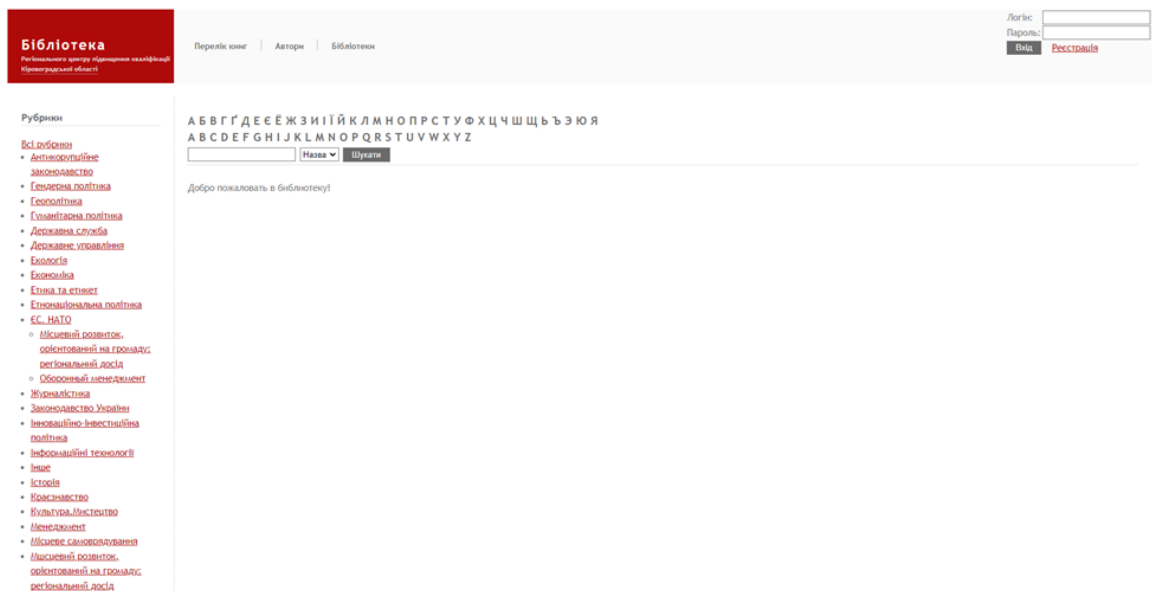 Логін:
Пароль:
Вхід Реєстрація
Бібліотека
Регіонального центру підвищення кваліфікації
Кіровоградської області
Перелік книг Автори Бібліотеки
Рубрики
Всі рубрики
Антикорупційне
законодавство
Гендерна політика
Геополітика
Гуманітарна політика
Державна служба
Державне управління
Екологія
Економіка
Етика та етикет
Етнонаціональна політика
ЄС, НАТО
Місцевий розвиток,
орієнтований на громаду:
регіональний досід
Оборонный менеджмент
Журналістика
Законодавство України
Інноваційно-інвестиційна
політика
Інформаційні технології
Інше
Історія
Краєзнавство
Культура.Мистецтво
Менеджмент
Місцеве самоврядування
Мшсцевий розвиток,
орієнтований на громаду:
регіональний досід
А Б В Г Ґ Д Е Є Ё Ж З И І Ї Й К Л М Н О П Р С Т У Ф Х Ц Ч Ш Щ Ь Ъ Э Ю Я
A B C D E F G H I J K L M N O P Q R S T U V W X Y Z
Назва Шукати
Добро пожаловать в библиотеку!